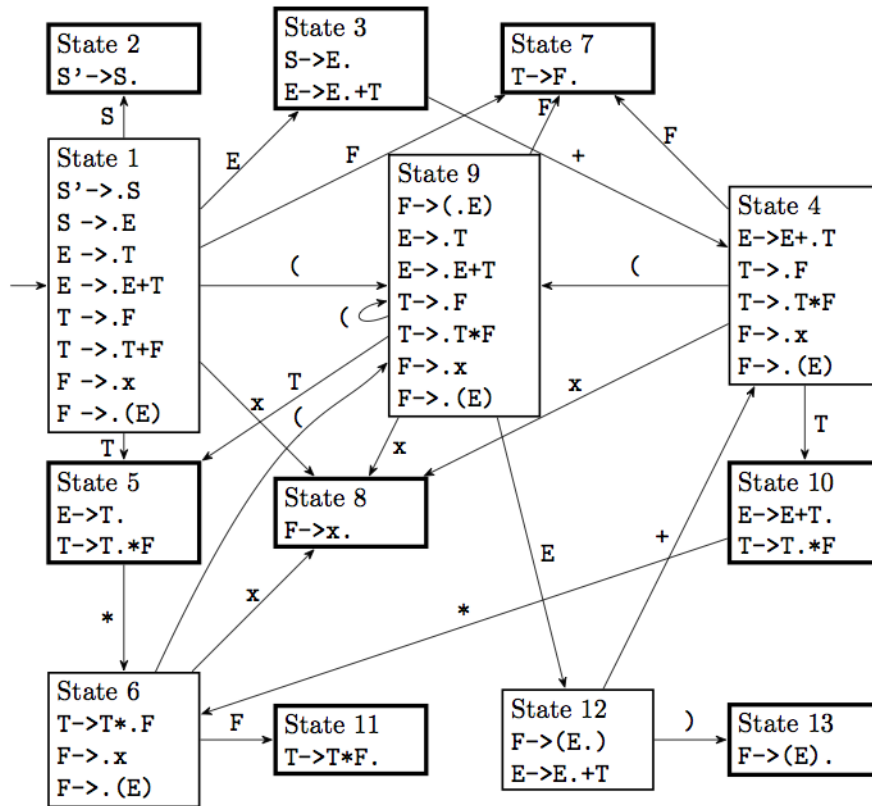 State 2
S'->S.
State 3
S->E.
E->E.+T
State 7
T->F.
S
E
F
F
F
+
State 1
S'->.S
S ->.E
E ->.T
E ->.E+T
T ->.F
T ->.T+F
F ->.x
F ->.(E)
State 9
F->(.E)
E->.T
E->.E+T
T->.F
T->.T*F
F->.x
F->.(E)
State 4
E->E+.T
T->.F
T->.T*F
F->.x
F->.(E)
(
(
(
T
x
(
x
x
T
T
State 5
E->T.
T->T.*F
State 8
F->x.
State 10
E->E+T.
T->T.*F
*
x
E
+
*
State 6
T->T*.F
F->.x
F->.(E)
F
State 11
T->T*F.
State 12
F->(E.)
E->E.+T
)
State 13
F->(E).